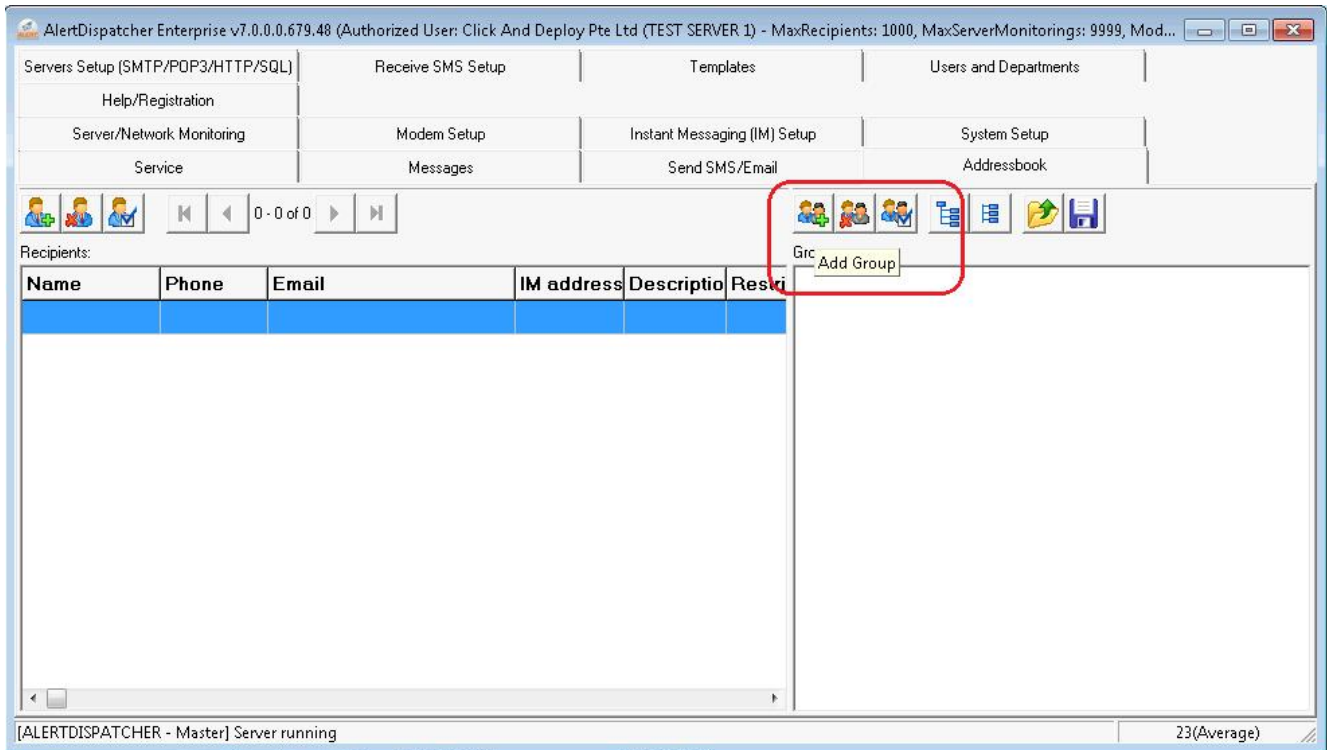 AlertDispatcher Enterprise v7.0.0.0.679.48 (Authorized User: Click And Deploy Pte Ltd (TEST SERVER 1) - MaxRecipients: 1000, MaxServerMonitorings: 9999, Mod...
Servers Setup (SMTP/POP3/HTTP/SQL) Receive SMS Setup Templates Users and Departments
Help/Registration
Server/Network Monitoring Modem Setup Instant Messaging (IM) Setup System Setup
Service Messages Send SMS/Email Addressbook
0 - 0 of 0
Recipients: Gro
Add Group
Name Phone Email IM address Descriptio Restri
[ALERTDISPATCHER - Master] Server running 23(Average)